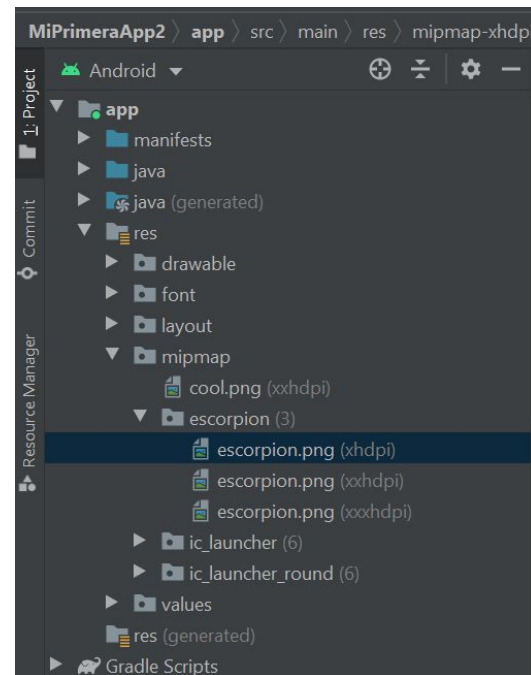 MiPrimeraApp2 〉 app 〉 src 〉 main 〉 res 〉 mipmap-xhdp
1: Project
Commit
Resource Manager
Android
app
manifests
java
java (generated)
res
drawable
font
layout
mipmap
cool.png (xxhdpi)
escorpion (3)
escorpion.png (xhdpi)
escorpion.png (xxhdpi)
escorpion.png (xxxhdpi)
ic_launcher (6)
ic_launcher_round (6)
values
res (generated)
Gradle Scripts